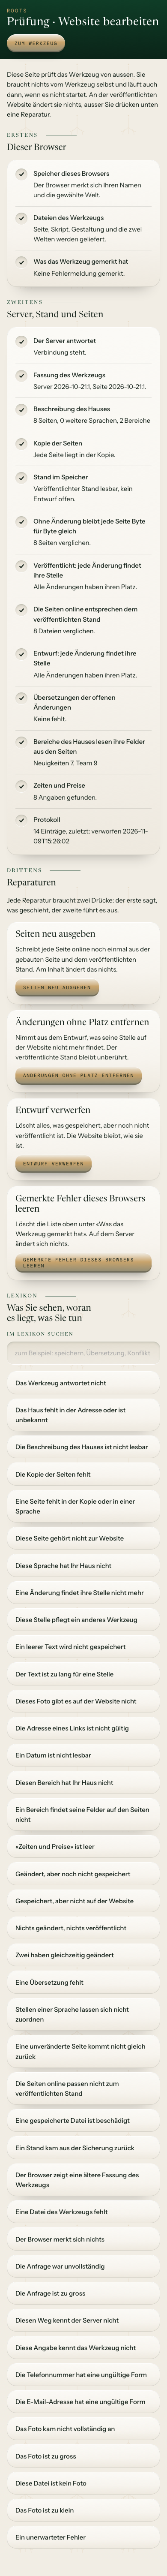 ROOTS
Prüfung · Website bearbeiten
ZUM WERKZEUG
Diese Seite prüft das Werkzeug von aussen. Sie
braucht nichts vom Werkzeug selbst und läuft auch
dann, wenn es nicht startet. An der veröffentlichten
Website ändert sie nichts, ausser Sie drücken unten
eine Reparatur.
ERSTENS
Dieser Browser
Speicher dieses Browsers
Der Browser merkt sich Ihren Namen
und die gewählte Welt.
Dateien des Werkzeugs
Seite, Skript, Gestaltung und die zwei
Welten werden geliefert.
Was das Werkzeug gemerkt hat
Keine Fehlermeldung gemerkt.
ZWEITENS
Server, Stand und Seiten
Der Server antwortet
Verbindung steht.
Fassung des Werkzeugs
Server 2026-10-21.1, Seite 2026-10-21.1.
Beschreibung des Hauses
8 Seiten, 0 weitere Sprachen, 2 Bereiche
Kopie der Seiten
Jede Seite liegt in der Kopie.
Stand im Speicher
Veröffentlichter Stand lesbar, kein
Entwurf offen.
Ohne Änderung bleibt jede Seite Byte
für Byte gleich
8 Seiten verglichen.
Veröffentlicht: jede Änderung findet
ihre Stelle
Alle Änderungen haben ihren Platz.
Die Seiten online entsprechen dem
veröffentlichten Stand
8 Dateien verglichen.
Entwurf: jede Änderung findet ihre
Stelle
Alle Änderungen haben ihren Platz.
Übersetzungen der offenen
Änderungen
Keine fehlt.
Bereiche des Hauses lesen ihre Felder
aus den Seiten
Neuigkeiten 7, Team 9
Zeiten und Preise
8 Angaben gefunden.
Protokoll
14 Einträge, zuletzt: verworfen 2026-11-
09T15:26:02
DRITTENS
Reparaturen
Jede Reparatur braucht zwei Drücke: der erste sagt,
was geschieht, der zweite führt es aus.
Seiten neu ausgeben
Schreibt jede Seite online noch einmal aus der
gebauten Seite und dem veröffentlichten
Stand. Am Inhalt ändert das nichts.
SEITEN NEU AUSGEBEN
Änderungen ohne Platz entfernen
Nimmt aus dem Entwurf, was seine Stelle auf
der Website nicht mehr findet. Der
veröffentlichte Stand bleibt unberührt.
ÄNDERUNGEN OHNE PLATZ ENTFERNEN
Entwurf verwerfen
Löscht alles, was gespeichert, aber noch nicht
veröffentlicht ist. Die Website bleibt, wie sie
ist.
ENTWURF VERWERFEN
Gemerkte Fehler dieses Browsers
leeren
Löscht die Liste oben unter «Was das
Werkzeug gemerkt hat». Auf dem Server
ändert sich nichts.
GEMERKTE FEHLER DIESES BROWSERS
LEEREN
LEXIKON
Was Sie sehen, woran
es liegt, was Sie tun
IM LEXIKON SUCHEN
zum Beispiel: speichern, Übersetzung, Konflikt
Das Werkzeug antwortet nicht
Das Haus fehlt in der Adresse oder ist
unbekannt
Die Beschreibung des Hauses ist nicht lesbar
Die Kopie der Seiten fehlt
Eine Seite fehlt in der Kopie oder in einer
Sprache
Diese Seite gehört nicht zur Website
Diese Sprache hat Ihr Haus nicht
Eine Änderung findet ihre Stelle nicht mehr
Diese Stelle pflegt ein anderes Werkzeug
Ein leerer Text wird nicht gespeichert
Der Text ist zu lang für eine Stelle
Dieses Foto gibt es auf der Website nicht
Die Adresse eines Links ist nicht gültig
Ein Datum ist nicht lesbar
Diesen Bereich hat Ihr Haus nicht
Ein Bereich findet seine Felder auf den Seiten
nicht
«Zeiten und Preise» ist leer
Geändert, aber noch nicht gespeichert
Gespeichert, aber nicht auf der Website
Nichts geändert, nichts veröffentlicht
Zwei haben gleichzeitig geändert
Eine Übersetzung fehlt
Stellen einer Sprache lassen sich nicht
zuordnen
Eine unveränderte Seite kommt nicht gleich
zurück
Die Seiten online passen nicht zum
veröffentlichten Stand
Eine gespeicherte Datei ist beschädigt
Ein Stand kam aus der Sicherung zurück
Der Browser zeigt eine ältere Fassung des
Werkzeugs
Eine Datei des Werkzeugs fehlt
Der Browser merkt sich nichts
Die Anfrage war unvollständig
Die Anfrage ist zu gross
Diesen Weg kennt der Server nicht
Diese Angabe kennt das Werkzeug nicht
Die Telefonnummer hat eine ungültige Form
Die E-Mail-Adresse hat eine ungültige Form
Das Foto kam nicht vollständig an
Das Foto ist zu gross
Diese Datei ist kein Foto
Das Foto ist zu klein
Ein unerwarteter Fehler